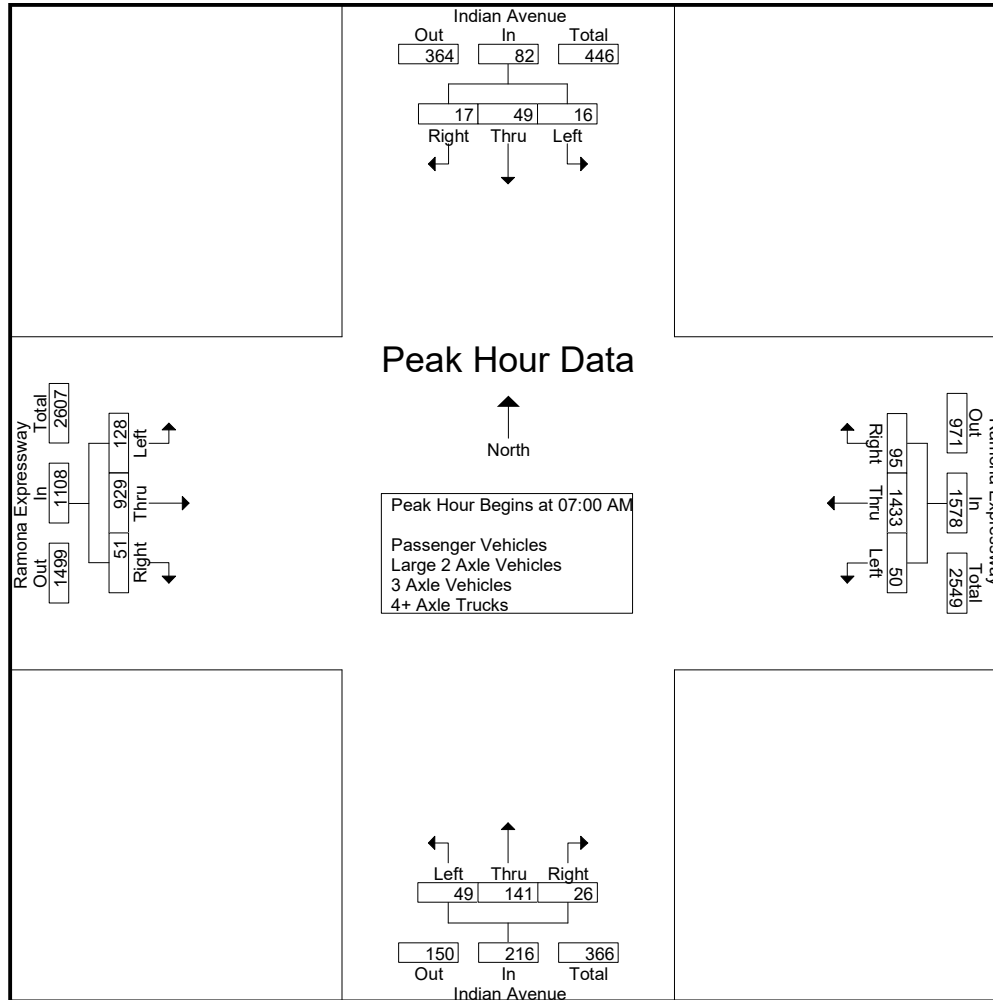 Indian Avenue
Out In Total
364 82 446
17 49 16
Right Thru Left
Peak Hour Data
North
Peak Hour Begins at 07:00 AM
Passenger Vehicles
Large 2 Axle Vehicles
3 Axle Vehicles
4+ Axle Trucks
Ramona Expressway
Out In Total
1499 1108 2607
51 929 128
Right Thru Left
Out In Total
971 1578 2549
95 1433 50
Right Thru Left
Left Thru Right
49 141 26
150 216 366
Out In Total
Indian Avenue